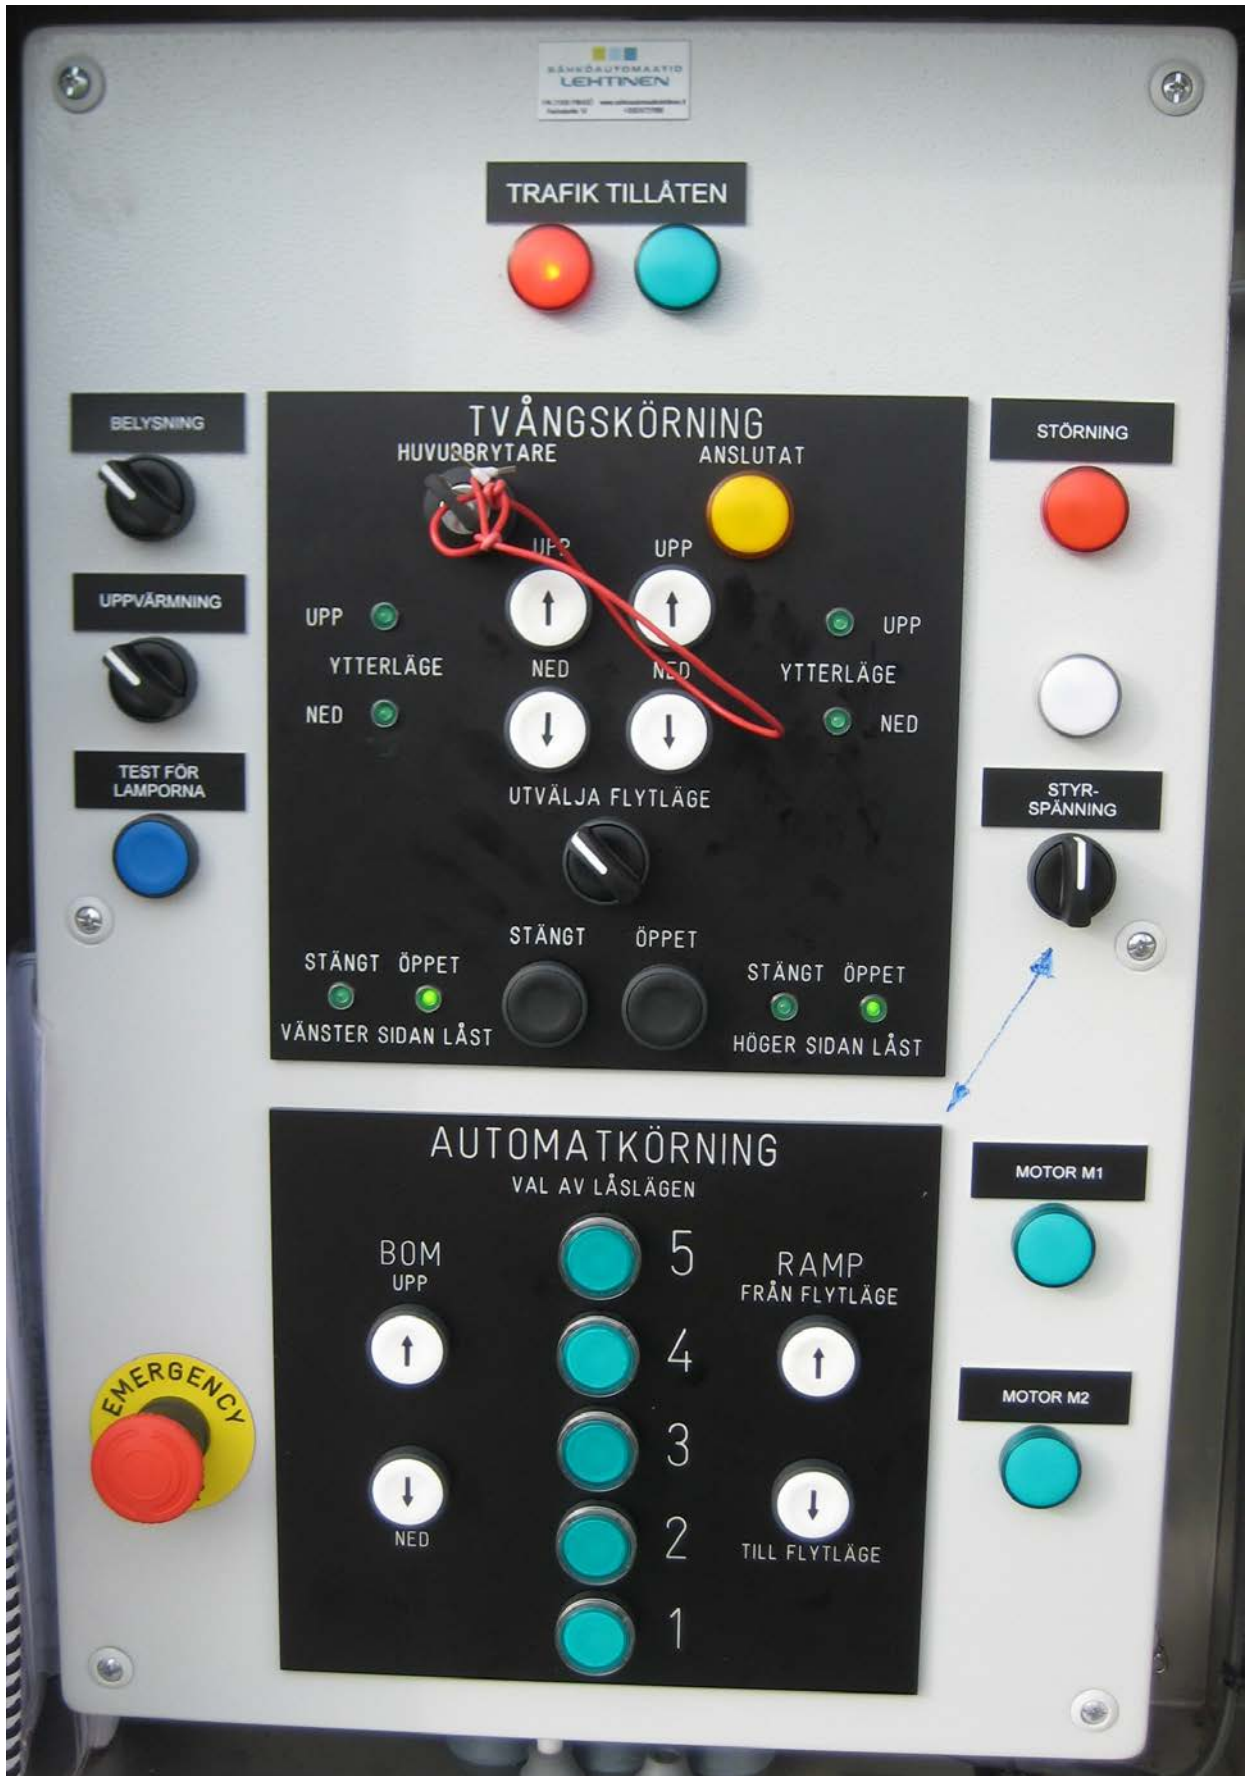 SÄHKÖAUTOMAATIO
LEHTINEN
TRAFIK TILLÅTEN
BELYSNING
UPPVÄRMNING
TEST FÖR
LAMPORNA
TVÅNGSKÖRNING
HUVUDBRYTARE
ANSLUTAT
UPP
UPP
UPP
YTTERLÄGE
NED
NED
NED
UPP
YTTERLÄGE
NED
UTVÄLJA FLYTLÄGE
STÄNGT
ÖPPET
STÄNGT ÖPPET
VÄNSTER SIDAN LÅST
STÄNGT ÖPPET
HÖGER SIDAN LÅST
STÖRNING
STYR-
SPÄNNING
AUTOMATKÖRNING
VAL AV LÅSLÄGEN
BOM
UPP
NED
5
4
3
2
1
RAMP
FRÅN FLYTLÄGE
TILL FLYTLÄGE
MOTOR M1
MOTOR M2
EMERGENCY